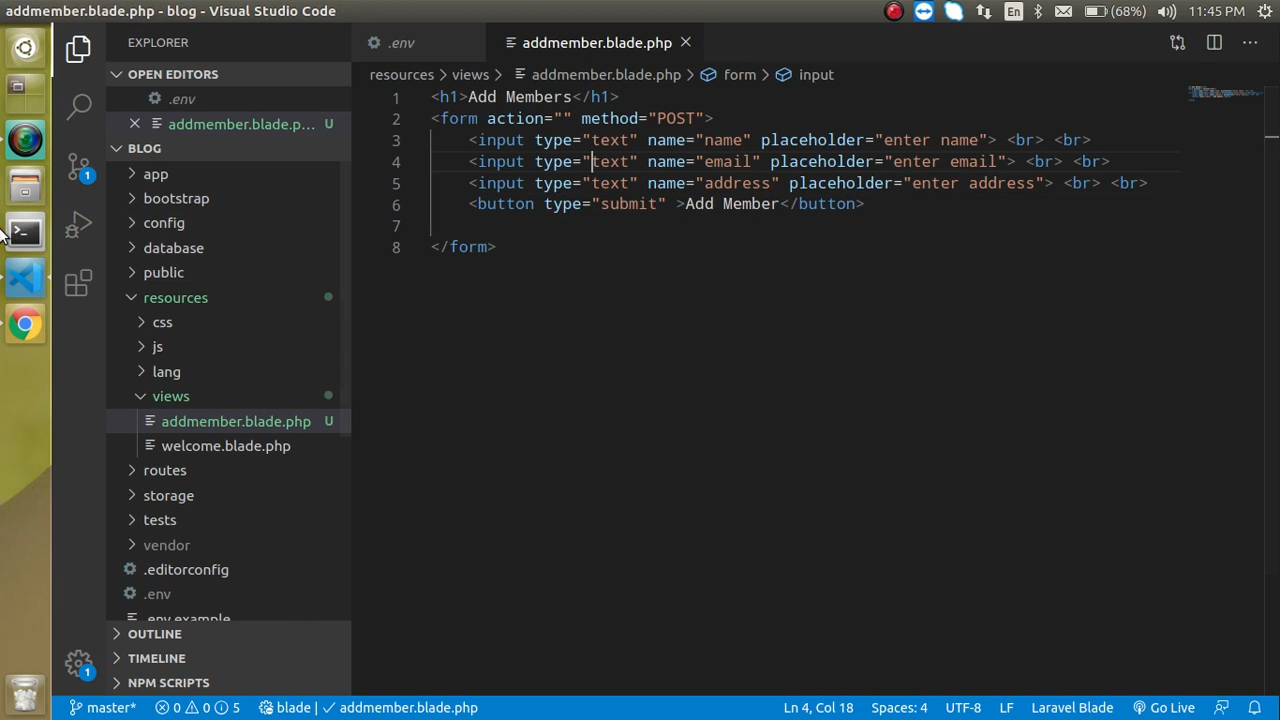 addmember.blade.php - blog - Visual Studio Code
En
(68%)
11:45 PM
EXPLORER
.env
addmember.blade.php
OPEN EDITORS
.env
addmember.blade.p... U
BLOG
app
bootstrap
config
database
public
resources
css
js
lang
views
addmember.blade.php U
welcome.blade.php
routes
storage
tests
vendor
.editorconfig
.env
.env.example
OUTLINE
TIMELINE
NPM SCRIPTS
1
1
resources > views > addmember.blade.php > form > input
1 <h1>Add Members</h1>
2 <form action="" method="POST">
3 <input type="text" name="name" placeholder="enter name"> <br> <br>
4 <input type="text" name="email" placeholder="enter email"> <br> <br>
5 <input type="text" name="address" placeholder="enter address"> <br> <br>
6 <button type="submit" >Add Member</button>
7
8 </form>
master* 0 0 5 blade | ✓ addmember.blade.php Ln 4, Col 18 Spaces: 4 UTF-8 LF Laravel Blade Go Live